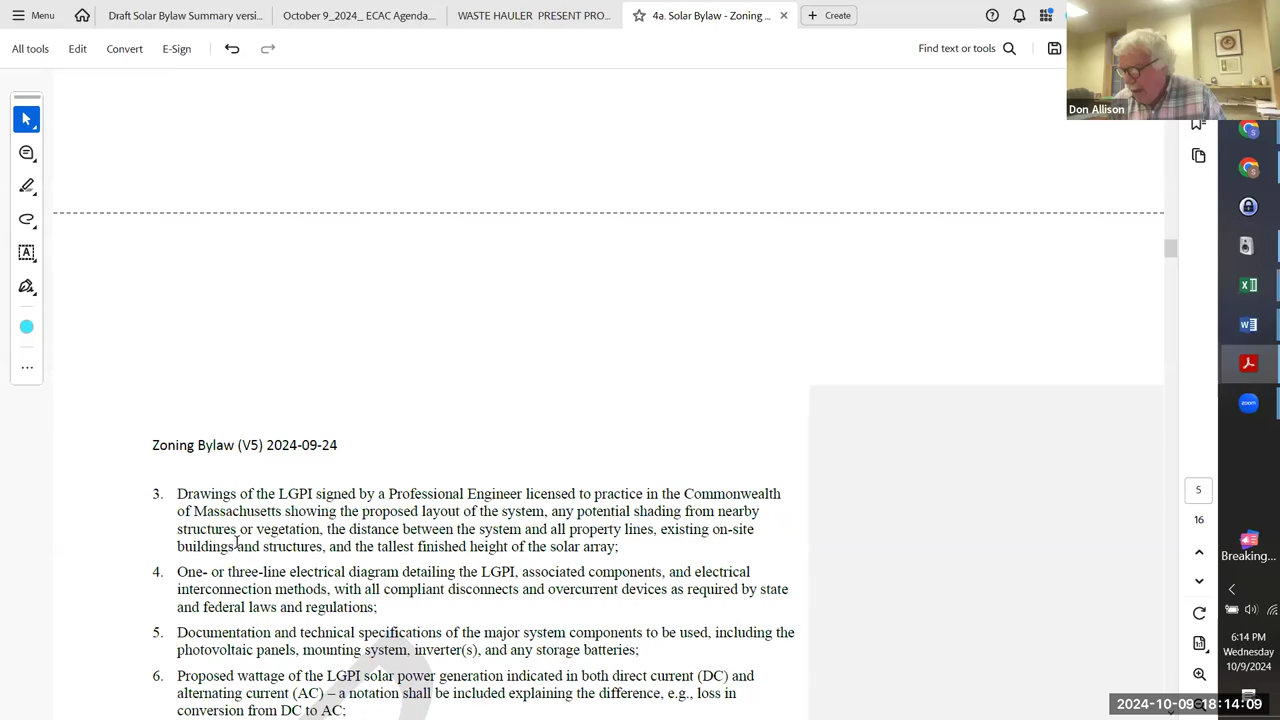 Menu
Draft Solar Bylaw Summary versi...
October 9_2024_ ECAC Agenda...
WASTE HAULER PRESENT PRO...
4a. Solar Bylaw - Zoning ...
Create
All tools
Edit
Convert
E-Sign
Find text or tools
Don Allison
Zoning Bylaw (V5) 2024-09-24
3. Drawings of the LGPI signed by a Professional Engineer licensed to practice in the Commonwealth
of Massachusetts showing the proposed layout of the system, any potential shading from nearby
structures or vegetation, the distance between the system and all property lines, existing on-site
buildings and structures, and the tallest finished height of the solar array;
4. One- or three-line electrical diagram detailing the LGPI, associated components, and electrical
interconnection methods, with all compliant disconnects and overcurrent devices as required by state
and federal laws and regulations;
5. Documentation and technical specifications of the major system components to be used, including the
photovoltaic panels, mounting system, inverter(s), and any storage batteries;
6. Proposed wattage of the LGPI solar power generation indicated in both direct current (DC) and
alternating current (AC) – a notation shall be included explaining the difference, e.g., loss in
conversion from DC to AC;
5
16
zoom
Breaking...
6:14 PM
Wednesday
10/9/2024
2024-10-09 18:14:09